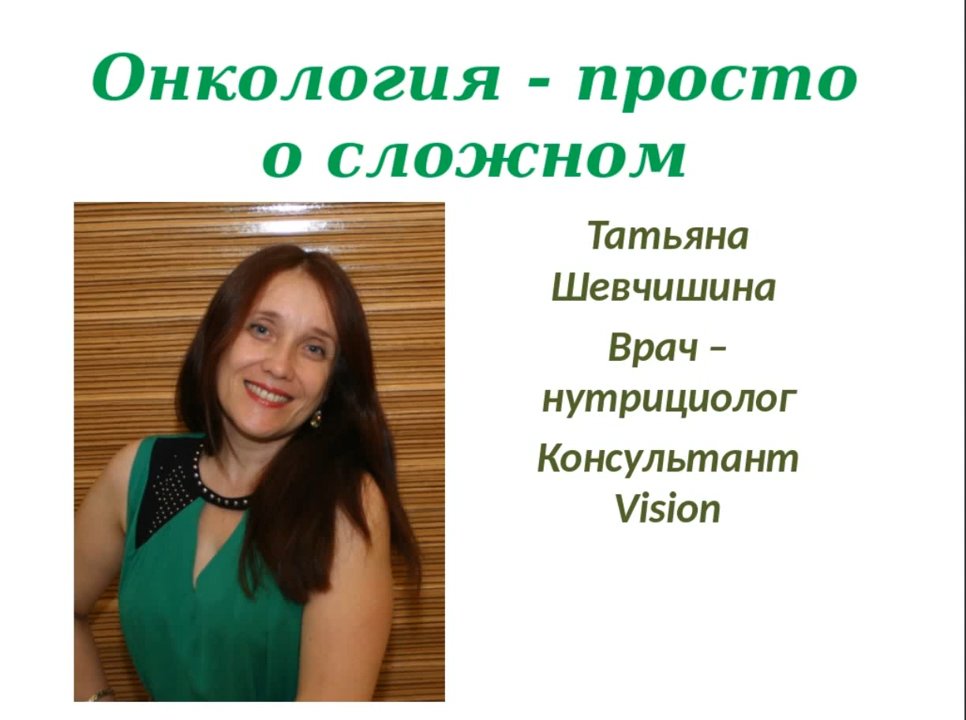 Онкология - просто
о сложном
Татьяна
Шевчишина
Врач –
нутрициолог
Консультант
Vision